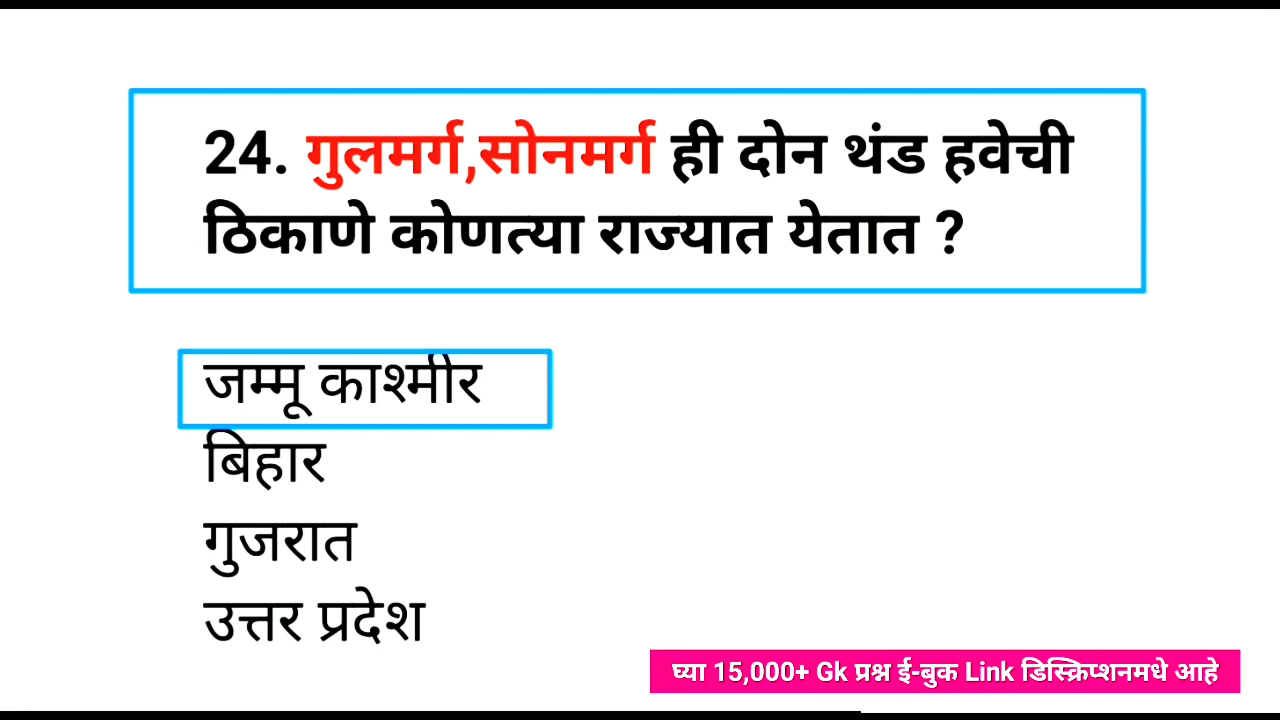 24. गुलमर्ग,सोनमर्ग ही दोन थंड हवेची
ठिकाणे कोणत्या राज्यात येतात ?
जम्मू काश्मीर
बिहार
गुजरात
उत्तर प्रदेश
घ्या 15,000+ Gk प्रश्न ई-बुक Link डिस्क्रिप्शनमधे आहे